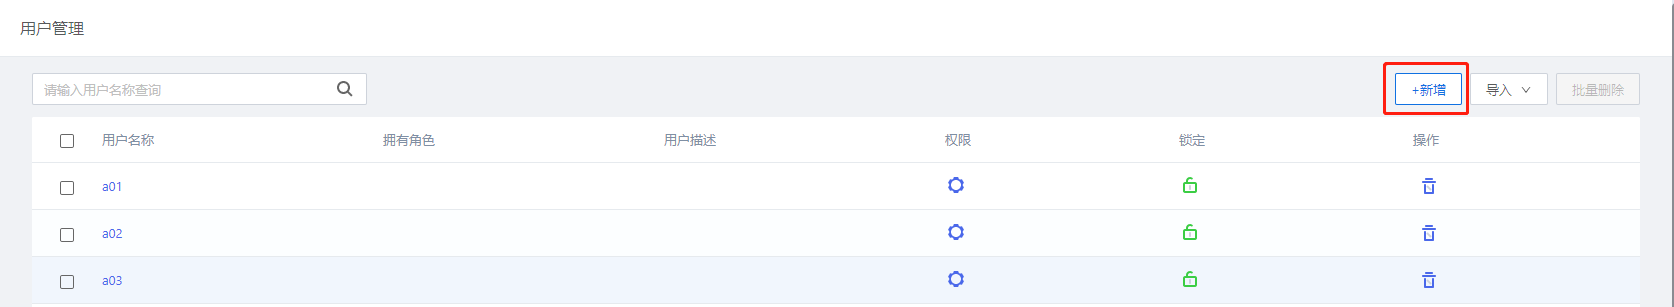 用户管理
请输入用户名称查询
+新增 导入 批量删除
用户名称 拥有角色 用户描述 权限 锁定 操作
a01
a02
a03